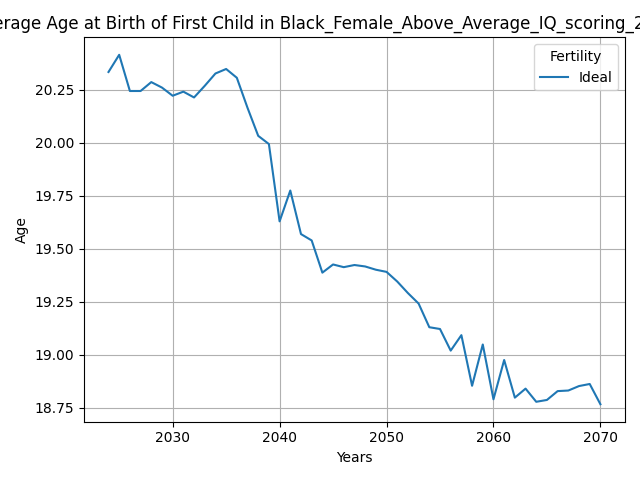 Average Age at Birth of First Child in Black_Female_Above_Average_IQ_scoring_2
Fertility
Ideal
20.25
20.00
19.75
19.50
19.25
19.00
18.75
Age
2030 2040 2050 2060 2070
Years